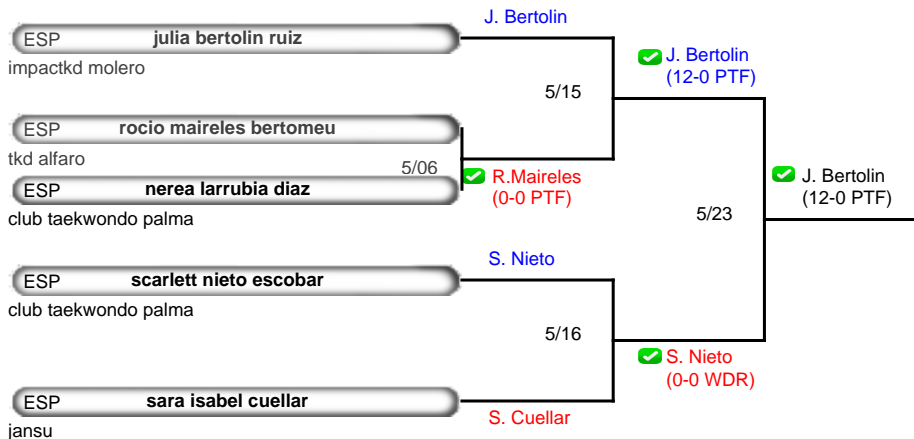 J. Bertolin
ESP julia bertolin ruiz
impactkd molero
J. Bertolin
(12-0 PTF)
5/15
ESP rocio maireles bertomeu
tkd alfaro
5/06
R.Maireles
(0-0 PTF)
ESP nerea larrubia diaz
club taekwondo palma
J. Bertolin
(12-0 PTF)
5/23
S. Nieto
ESP scarlett nieto escobar
club taekwondo palma
5/16
S. Nieto
(0-0 WDR)
ESP sara isabel cuellar
S. Cuellar
jansu